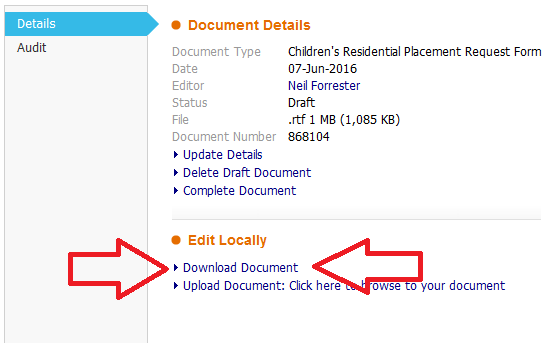 Details
Audit
Document Details
Document Type Children's Residential Placement Request Form
Date 07-Jun-2016
Editor Neil Forrester
Status Draft
File .rtf 1 MB (1,085 KB)
Document Number 868104
Update Details
Delete Draft Document
Complete Document
Edit Locally
Download Document
Upload Document: Click here to browse to your document